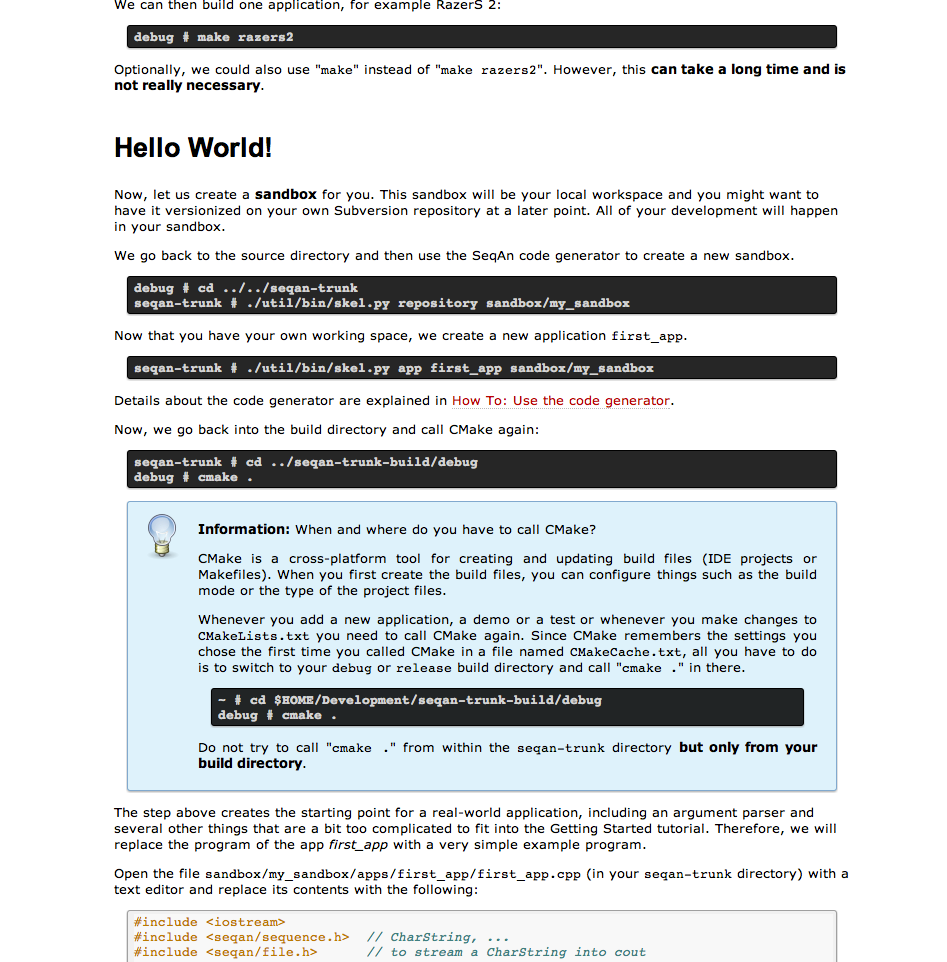 We can then build one application, for example RazerS 2:
debug # make razers2
Optionally, we could also use "make" instead of "make razers2". However, this can take a long time and is
not really necessary.
Hello World!
Now, let us create a sandbox for you. This sandbox will be your local workspace and you might want to
have it versionized on your own Subversion repository at a later point. All of your development will happen
in your sandbox.
We go back to the source directory and then use the SeqAn code generator to create a new sandbox.
debug # cd ../../seqan-trunk
seqan-trunk # ./util/bin/skel.py repository sandbox/my_sandbox
Now that you have your own working space, we create a new application first_app.
seqan-trunk # ./util/bin/skel.py app first_app sandbox/my_sandbox
Details about the code generator are explained in How To: Use the code generator.
Now, we go back into the build directory and call CMake again:
seqan-trunk # cd ../seqan-trunk-build/debug
debug # cmake .
Information: When and where do you have to call CMake?
CMake is a cross-platform tool for creating and updating build files (IDE projects or
Makefiles). When you first create the build files, you can configure things such as the build
mode or the type of the project files.
Whenever you add a new application, a demo or a test or whenever you make changes to
CMakeLists.txt you need to call CMake again. Since CMake remembers the settings you
chose the first time you called CMake in a file named CMakeCache.txt, all you have to do
is to switch to your debug or release build directory and call "cmake ." in there.
~ # cd $HOME/Development/seqan-trunk-build/debug
debug # cmake .
Do not try to call "cmake ." from within the seqan-trunk directory but only from your
build directory.
The step above creates the starting point for a real-world application, including an argument parser and
several other things that are a bit too complicated to fit into the Getting Started tutorial. Therefore, we will
replace the program of the app first_app with a very simple example program.
Open the file sandbox/my_sandbox/apps/first_app/first_app.cpp (in your seqan-trunk directory) with a
text editor and replace its contents with the following:
#include <iostream>
#include <seqan/sequence.h>  // CharString, ...
#include <seqan/file.h>      // to stream a CharString into cout